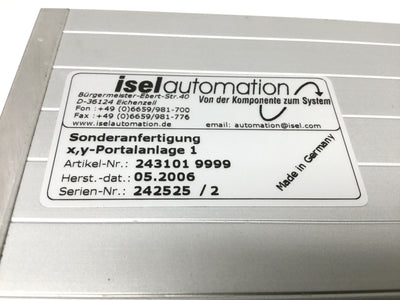 iselautomation
Bürgermeister-Ebert-Str.40
D-36124 Eichenzell
Von der Komponente zum System
Fon : +49 (0)6659/981-700
Fax : +49 (0)6659/981-776
www.iselautomation.de email: automation@isel.com
Sonderanfertigung
x,y-Portalanlage 1
Artikel-Nr.: 243101 9999
Herst.-dat.: 05.2006
Serien-Nr.: 242525 / 2
Made in Germany